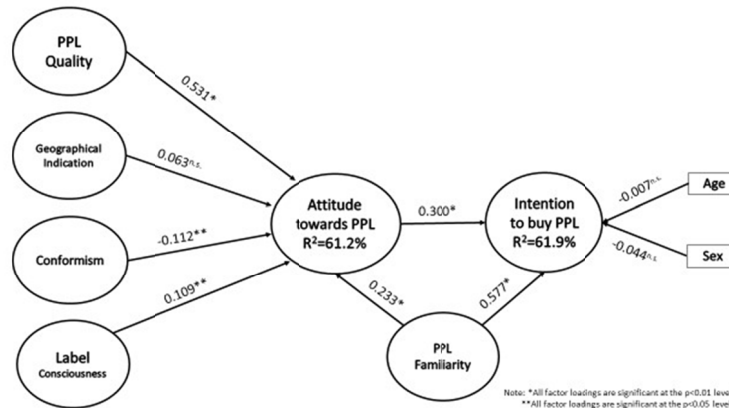 PPL
Quality
0.531*
Geographical
Indication
0.063n.s.
Conformism
-0.112**
Label
Consciousness
0.109**
Attitude
towards PPL
R²=61.2%
0.300*
Intention
to buy PPL
R²=61.9%
-0.007n.s.
Age
-0.044n.s.
Sex
0.233*
0.577*
PPL
Familiarity
Note: *All factor loadings are significant at the p<0.01 leve
**All factor loadings are significant at the p<0.05 leve